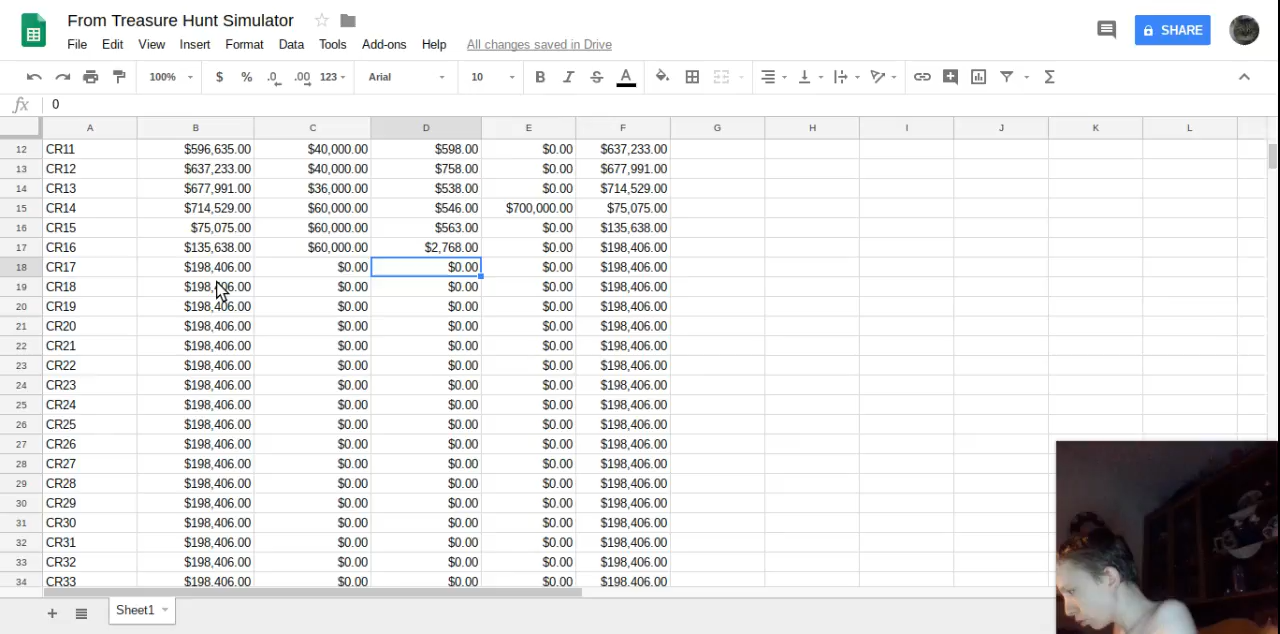 From Treasure Hunt Simulator
File Edit View Insert Format Data Tools Add-ons Help All changes saved in Drive
SHARE
100% $ % .0 .00 123 Arial 10 B I S A Σ
fx 0
A B C D E F G H I J K L
12 CR11 $596,635.00 $40,000.00 $598.00 $0.00 $637,233.00
13 CR12 $637,233.00 $40,000.00 $758.00 $0.00 $677,991.00
14 CR13 $677,991.00 $36,000.00 $538.00 $0.00 $714,529.00
15 CR14 $714,529.00 $60,000.00 $546.00 $700,000.00 $75,075.00
16 CR15 $75,075.00 $60,000.00 $563.00 $0.00 $135,638.00
17 CR16 $135,638.00 $60,000.00 $2,768.00 $0.00 $198,406.00
18 CR17 $198,406.00 $0.00 $0.00 $0.00 $198,406.00
19 CR18 $198,406.00 $0.00 $0.00 $0.00 $198,406.00
20 CR19 $198,406.00 $0.00 $0.00 $0.00 $198,406.00
21 CR20 $198,406.00 $0.00 $0.00 $0.00 $198,406.00
22 CR21 $198,406.00 $0.00 $0.00 $0.00 $198,406.00
23 CR22 $198,406.00 $0.00 $0.00 $0.00 $198,406.00
24 CR23 $198,406.00 $0.00 $0.00 $0.00 $198,406.00
25 CR24 $198,406.00 $0.00 $0.00 $0.00 $198,406.00
26 CR25 $198,406.00 $0.00 $0.00 $0.00 $198,406.00
27 CR26 $198,406.00 $0.00 $0.00 $0.00 $198,406.00
28 CR27 $198,406.00 $0.00 $0.00 $0.00 $198,406.00
29 CR28 $198,406.00 $0.00 $0.00 $0.00 $198,406.00
30 CR29 $198,406.00 $0.00 $0.00 $0.00 $198,406.00
31 CR30 $198,406.00 $0.00 $0.00 $0.00 $198,406.00
32 CR31 $198,406.00 $0.00 $0.00 $0.00 $198,406.00
33 CR32 $198,406.00 $0.00 $0.00 $0.00 $198,406.00
34 CR33 $198,406.00 $0.00 $0.00 $0.00 $198,406.00
Sheet1